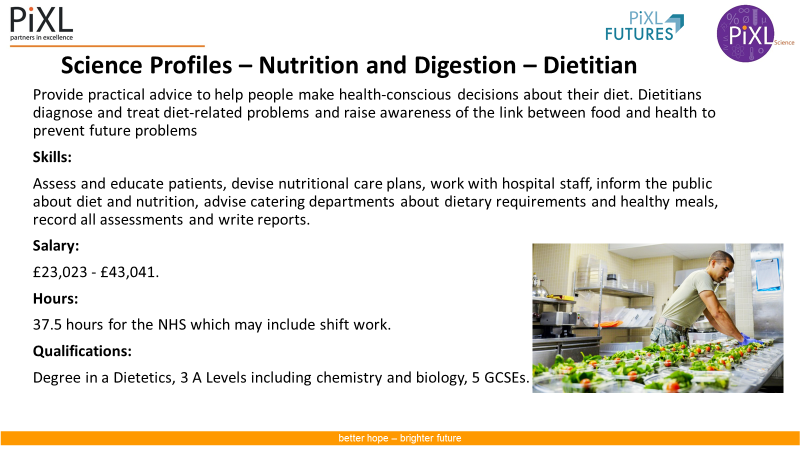 PiXL
partners in excellence
PiXL
FUTURES
PiXL
Science
Science Profiles – Nutrition and Digestion – Dietitian
Provide practical advice to help people make health-conscious decisions about their diet. Dietitians
diagnose and treat diet-related problems and raise awareness of the link between food and health to
prevent future problems
Skills:
Assess and educate patients, devise nutritional care plans, work with hospital staff, inform the public
about diet and nutrition, advise catering departments about dietary requirements and healthy meals,
record all assessments and write reports.
Salary:
£23,023 - £43,041.
Hours:
37.5 hours for the NHS which may include shift work.
Qualifications:
Degree in a Dietetics, 3 A Levels including chemistry and biology, 5 GCSEs.
better hope – brighter future